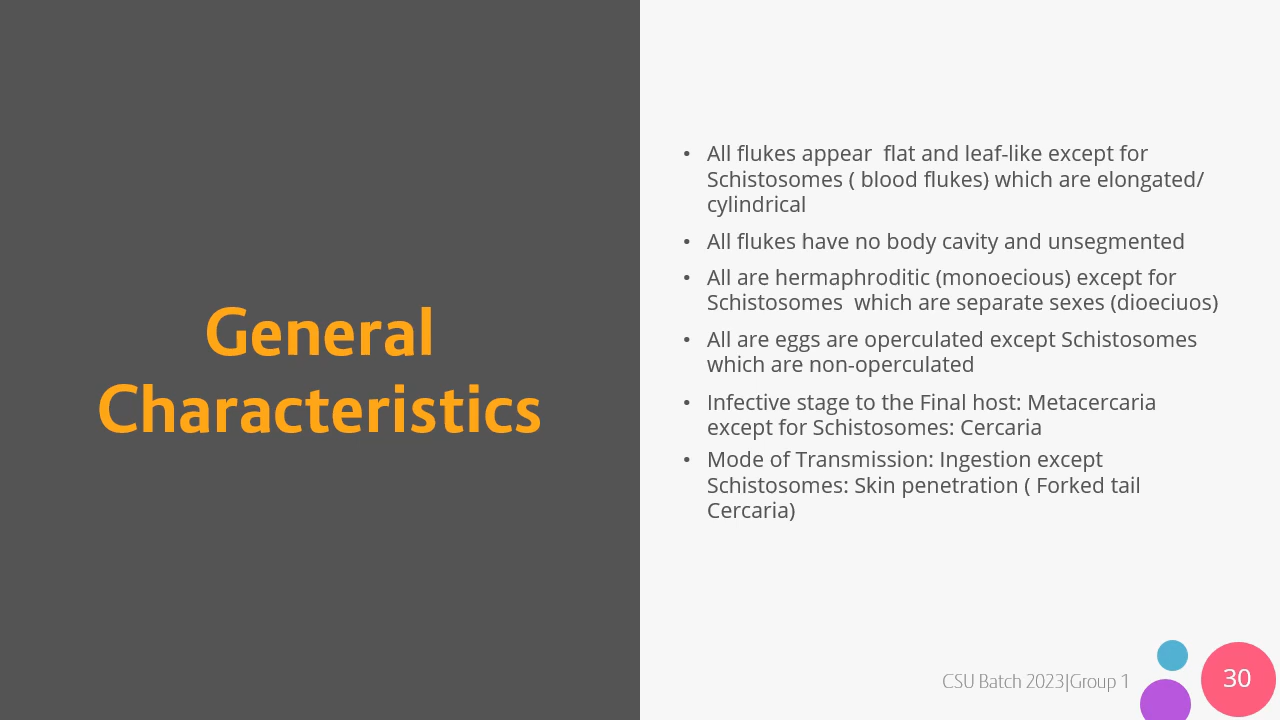 General
Characteristics
• All flukes appear  flat and leaf-like except for
Schistosomes ( blood flukes) which are elongated/
cylindrical
• All flukes have no body cavity and unsegmented
• All are hermaphroditic (monoecious) except for
Schistosomes  which are separate sexes (dioeciuos)
• All are eggs are operculated except Schistosomes
which are non-operculated
• Infective stage to the Final host: Metacercaria
except for Schistosomes: Cercaria
• Mode of Transmission: Ingestion except
Schistosomes: Skin penetration ( Forked tail
Cercaria)
CSU Batch 2023|Group 1
30